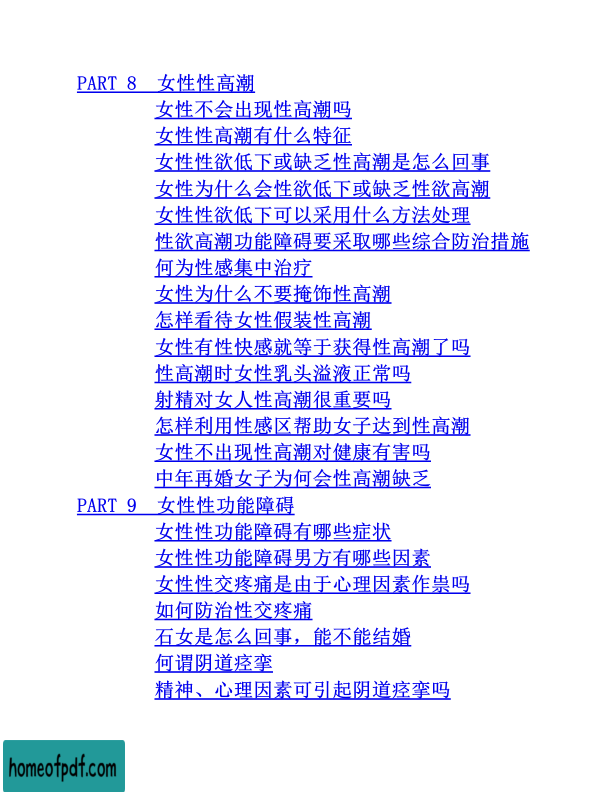 PART 8  女性性高潮
女性不会出现性高潮吗
女性性高潮有什么特征
女性性欲低下或缺乏性高潮是怎么回事
女性为什么会性欲低下或缺乏性欲高潮
女性性欲低下可以采用什么方法处理
性欲高潮功能障碍要采取哪些综合防治措施
何为性感集中治疗
女性为什么不要掩饰性高潮
怎样看待女性假装性高潮
女性有性快感就等于获得性高潮了吗
性高潮时女性乳头溢液正常吗
射精对女人性高潮很重要吗
怎样利用性感区帮助女子达到性高潮
女性不出现性高潮对健康有害吗
中年再婚女子为何会性高潮缺乏
PART 9  女性性功能障碍
女性性功能障碍有哪些症状
女性性功能障碍男方有哪些因素
女性性交疼痛是由于心理因素作祟吗
如何防治性交疼痛
石女是怎么回事，能不能结婚
何谓阴道痉挛
精神、心理因素可引起阴道痉挛吗
homeofpdf.com